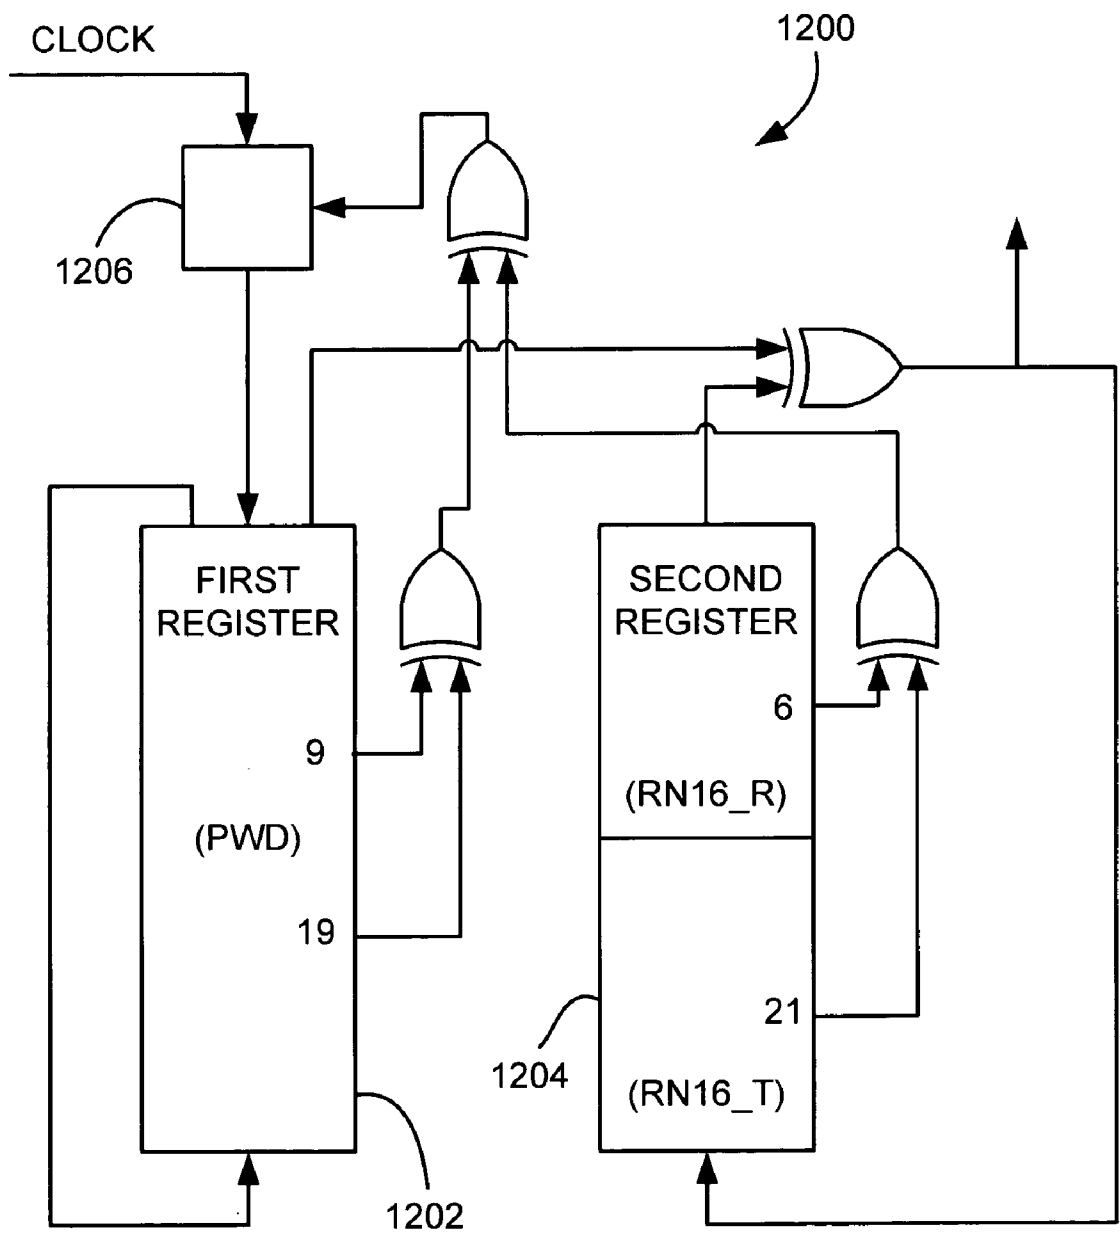 CLOCK
1200
1206
FIRST
REGISTER
9
(PWD)
19
1202
SECOND
REGISTER
6
(RN16_R)
21
(RN16_T)
1204